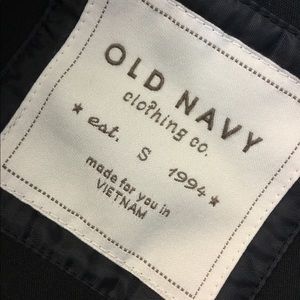 OLD NAVY
clothing co.
★ est. S 1994 ★
made for you in
VIETNAM